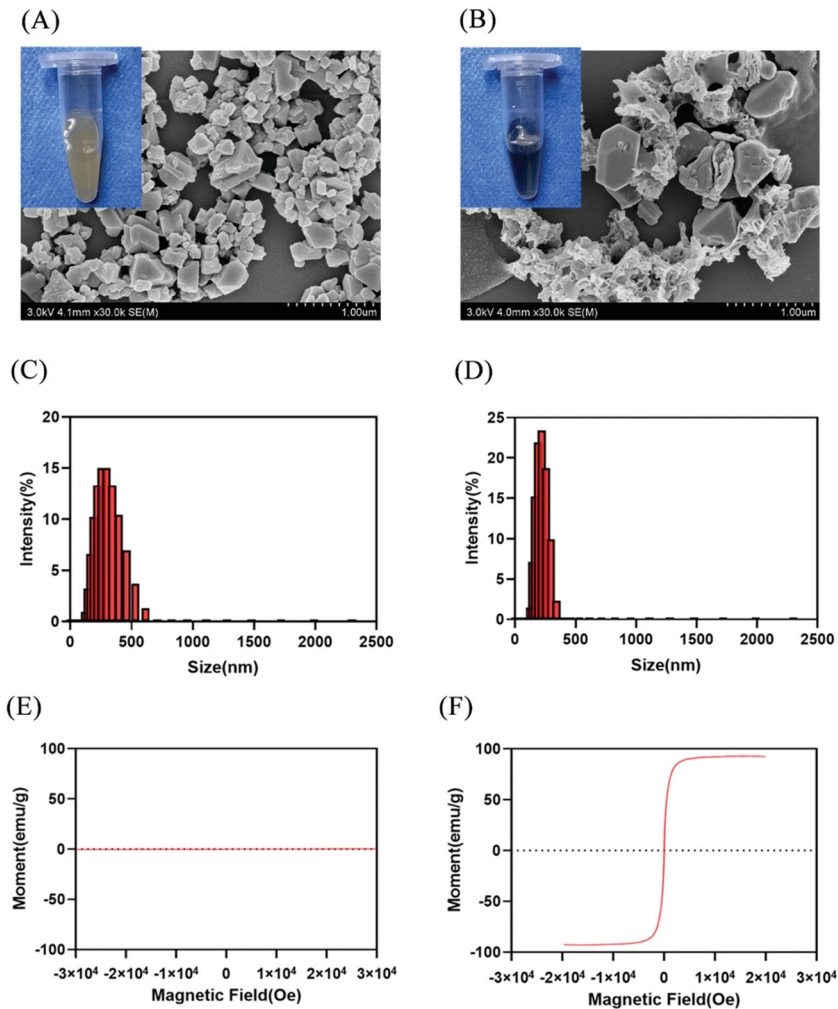 (A)
(B)
3.0kV 4.1mm x30.0k SE(M) 1.00um
3.0kV 4.0mm x30.0k SE(M) 1.00um
(C)
(D)
20
15
10
5
0
Intensity(%)
0 500 1000 1500 2000 2500
Size(nm)
25
20
15
10
5
0
Intensity(%)
0 500 1000 1500 2000 2500
Size(nm)
(E)
(F)
100
50
0
-50
-100
Moment(emu/g)
-3×10⁴ -2×10⁴ -1×10⁴ 0 1×10⁴ 2×10⁴ 3×10⁴
Magnetic Field(Oe)
100
50
0
-50
-100
Moment(emu/g)
-3×10⁴ -2×10⁴ -1×10⁴ 0 1×10⁴ 2×10⁴ 3×10⁴
Magnetic Field(Oe)